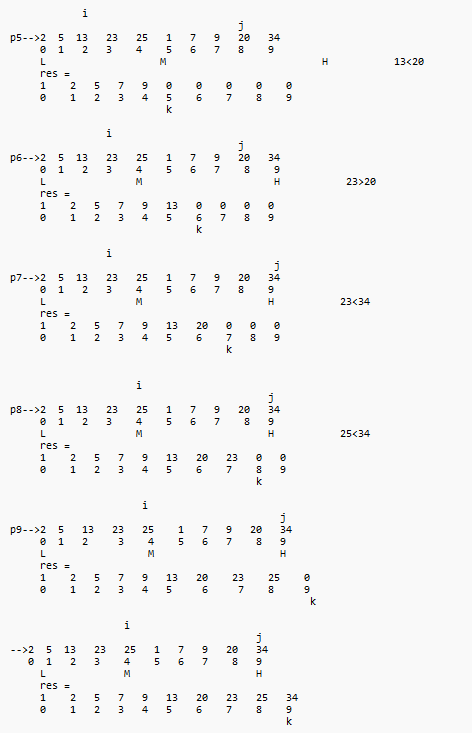 i
j
p5-->2 5 13 23 25 1 7 9 20 34
0 1 2 3 4 5 6 7 8 9
L M H 13<20
res =
1 2 5 7 9 0 0 0 0 0
0 1 2 3 4 5 6 7 8 9
k
i
j
p6-->2 5 13 23 25 1 7 9 20 34
0 1 2 3 4 5 6 7 8 9
L M H 23>20
res =
1 2 5 7 9 13 0 0 0 0
0 1 2 3 4 5 6 7 8 9
k
i
j
p7-->2 5 13 23 25 1 7 9 20 34
0 1 2 3 4 5 6 7 8 9
L M H 23<34
res =
1 2 5 7 9 13 20 0 0 0
0 1 2 3 4 5 6 7 8 9
k
i
j
p8-->2 5 13 23 25 1 7 9 20 34
0 1 2 3 4 5 6 7 8 9
L M H 25<34
res =
1 2 5 7 9 13 20 23 0 0
0 1 2 3 4 5 6 7 8 9
k
i
j
p9-->2 5 13 23 25 1 7 9 20 34
0 1 2 3 4 5 6 7 8 9
L M H
res =
1 2 5 7 9 13 20 23 25 0
0 1 2 3 4 5 6 7 8 9
k
i
j
-->2 5 13 23 25 1 7 9 20 34
0 1 2 3 4 5 6 7 8 9
L M H
res =
1 2 5 7 9 13 20 23 25 34
0 1 2 3 4 5 6 7 8 9
k